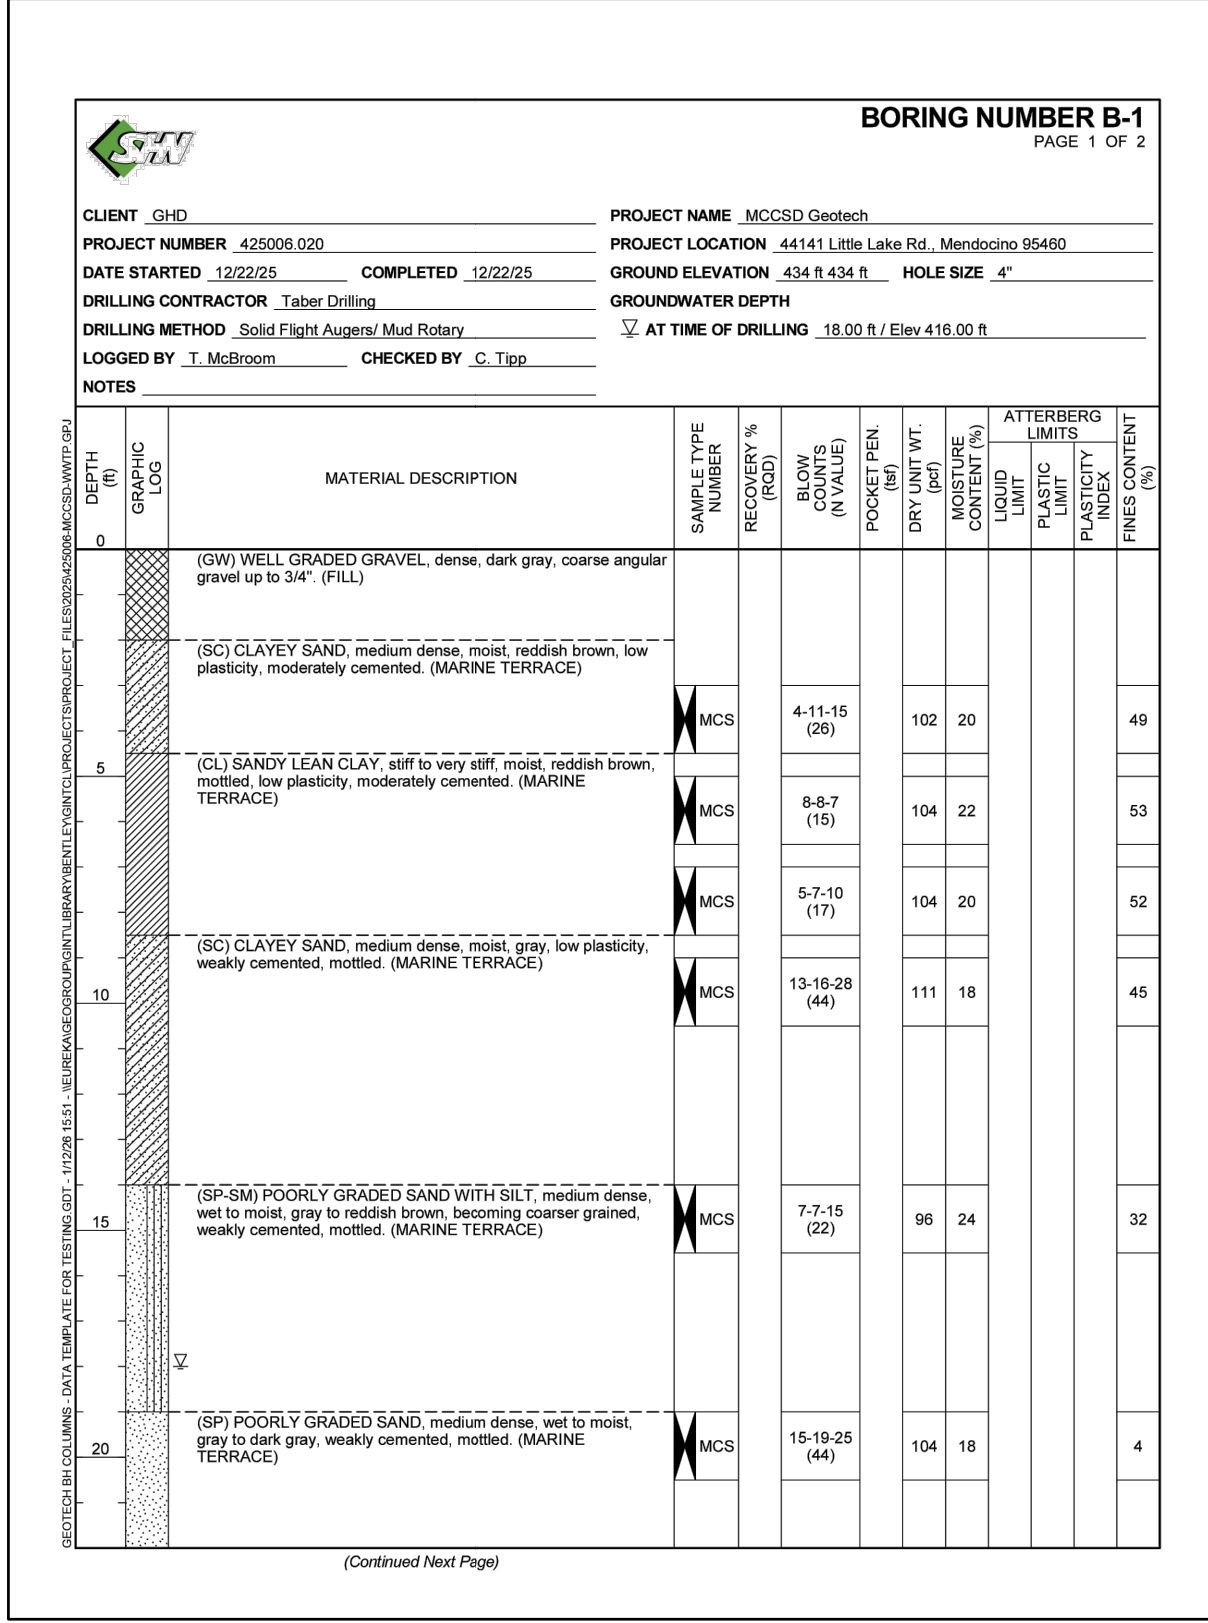 SHN
BORING NUMBER B-1
PAGE 1 OF 2
CLIENT GHD
PROJECT NAME MCCSD Geotech
PROJECT NUMBER 425006.020
PROJECT LOCATION 44141 Little Lake Rd., Mendocino 95460
DATE STARTED 12/22/25 COMPLETED 12/22/25
GROUND ELEVATION 434 ft 434 ft HOLE SIZE 4"
DRILLING CONTRACTOR Taber Drilling
GROUNDWATER DEPTH
DRILLING METHOD Solid Flight Augers/ Mud Rotary
AT TIME OF DRILLING 18.00 ft / Elev 416.00 ft
LOGGED BY T. McBroom CHECKED BY C. Tipp
NOTES
DEPTH
(ft)
GRAPHIC
LOG
MATERIAL DESCRIPTION
SAMPLE TYPE
NUMBER
RECOVERY %
(RQD)
BLOW
COUNTS
(N VALUE)
POCKET PEN.
(tsf)
DRY UNIT WT.
(pcf)
MOISTURE
CONTENT (%)
ATTERBERG
LIMITS
LIQUID
LIMIT
PLASTIC
LIMIT
PLASTICITY
INDEX
FINES CONTENT
(%)
0
(GW) WELL GRADED GRAVEL, dense, dark gray, coarse angular
gravel up to 3/4". (FILL)
(SC) CLAYEY SAND, medium dense, moist, reddish brown, low
plasticity, moderately cemented. (MARINE TERRACE)
MCS 4-11-15 102 20 49
(26)
5
(CL) SANDY LEAN CLAY, stiff to very stiff, moist, reddish brown,
mottled, low plasticity, moderately cemented. (MARINE
TERRACE)
MCS 8-8-7 104 22 53
(15)
MCS 5-7-10 104 20 52
(17)
(SC) CLAYEY SAND, medium dense, moist, gray, low plasticity,
weakly cemented, mottled. (MARINE TERRACE)
10
MCS 13-16-28 111 18 45
(44)
(SP-SM) POORLY GRADED SAND WITH SILT, medium dense,
wet to moist, gray to reddish brown, becoming coarser grained,
weakly cemented, mottled. (MARINE TERRACE)
15
MCS 7-7-15 96 24 32
(22)
(SP) POORLY GRADED SAND, medium dense, wet to moist,
gray to dark gray, weakly cemented, mottled. (MARINE
TERRACE)
20
MCS 15-19-25 104 18 4
(44)
(Continued Next Page)
GEOTECH BH COLUMNS - DATA TEMPLATE FOR TESTING.GDT - 1/12/26 15:51 - \\EUREKA\GEOGROUP\GINT\LIBRARY\BENTLEY\GINTCL\PROJECTS\PROJECT_FILES\2025\425006-MCCSD-WWTP.GPJ